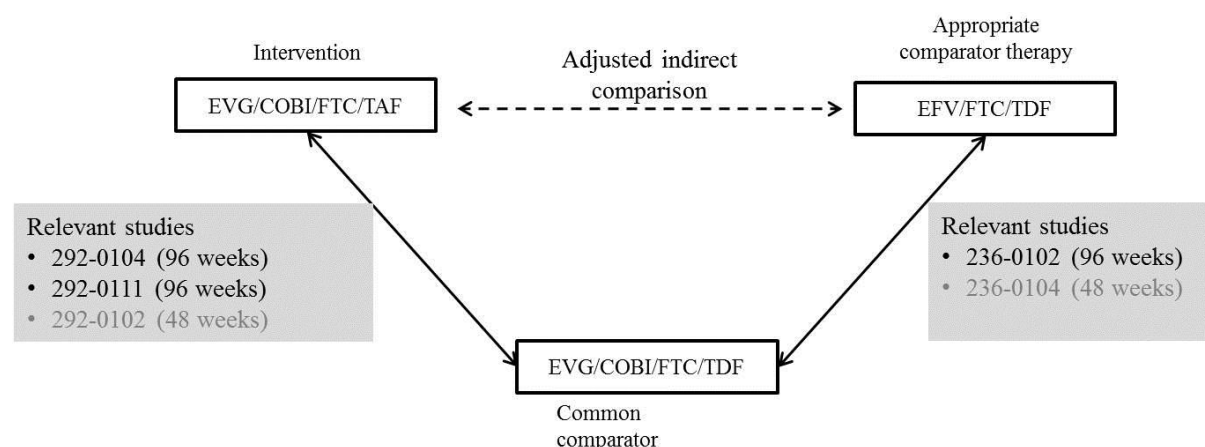 Intervention
EVG/COBI/FTC/TAF
Adjusted indirect
comparison
Appropriate
comparator therapy
EFV/FTC/TDF
Relevant studies
• 292-0104 (96 weeks)
• 292-0111 (96 weeks)
• 292-0102 (48 weeks)
Relevant studies
• 236-0102 (96 weeks)
• 236-0104 (48 weeks)
EVG/COBI/FTC/TDF
Common
comparator